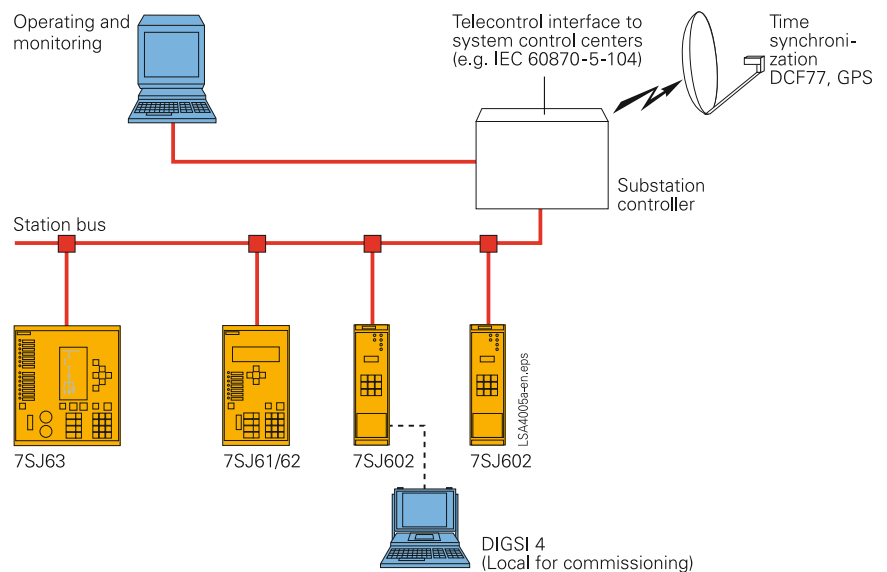 Operating and
monitoring
Telecontrol interface to
system control centers
(e.g. IEC 60870-5-104)
Time
synchroni-
zation
DCF77, GPS
Substation
controller
Station bus
7SJ63
7SJ61/62
7SJ602
7SJ602
LSA4005a-en.eps
DIGSI 4
(Local for commissioning)